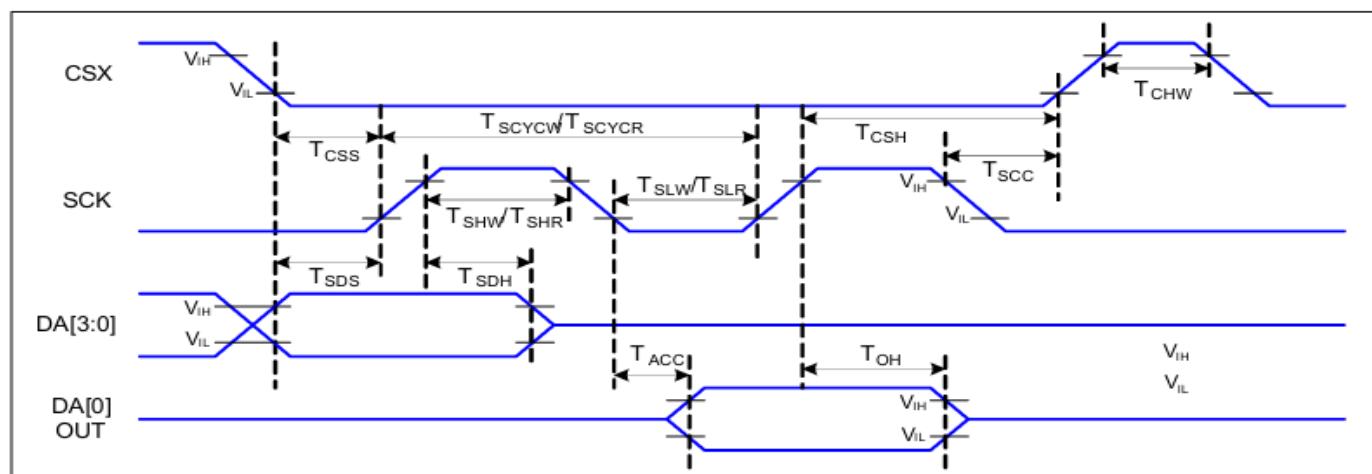 CSX
VIH
VIL
TCHW
TCSS
TSCYCW/TSCYCR
TCSH
TSCC
SCK
TSHW/TSHR
TSLW/TSLR
VIH
VIL
TSDS
TSDH
DA[3:0]
VIH
VIL
TACC
TOH
VIH
VIL
DA[0]
OUT
VIH
VIL